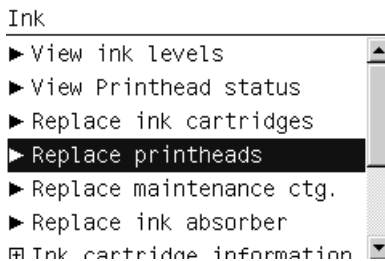 Ink
View ink levels
View Printhead status
Replace ink cartridges
Replace printheads
Replace maintenance ctg.
Replace ink absorber
Ink cartridge information